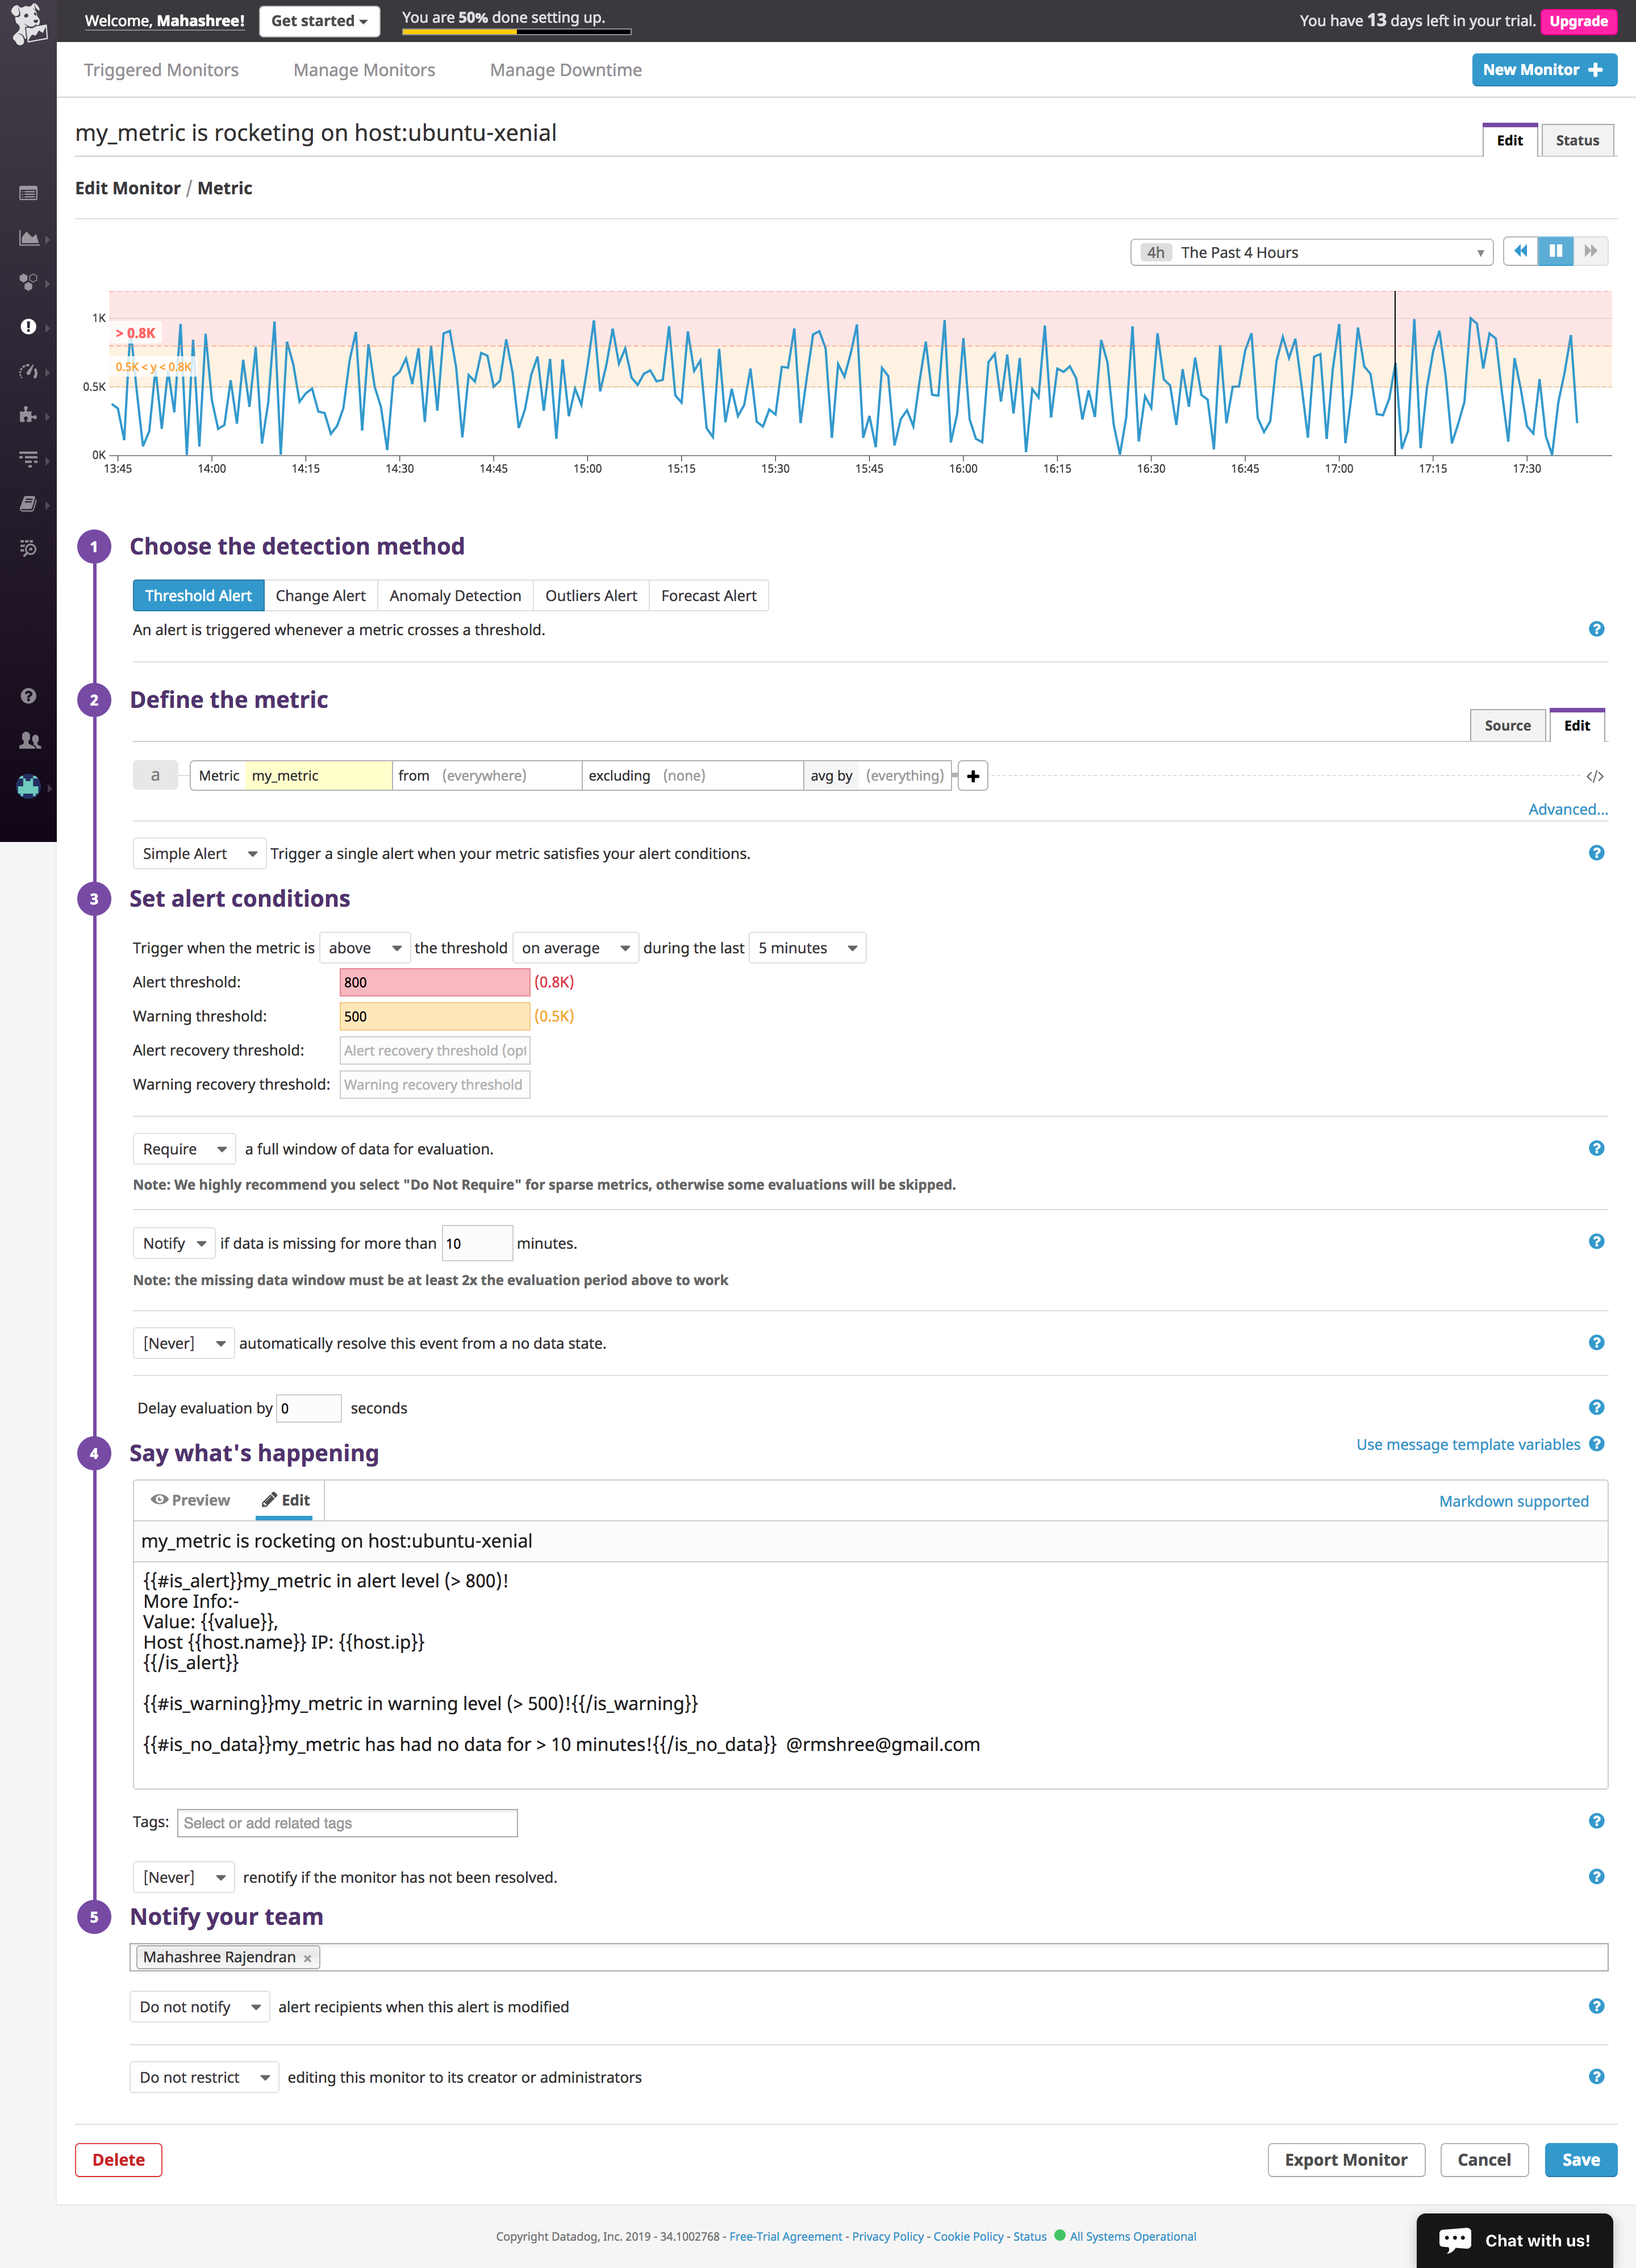 Welcome, Mahashree!
Get started
You are 50% done setting up.
You have 13 days left in your trial.
Upgrade
Triggered Monitors
Manage Monitors
Manage Downtime
New Monitor +
my_metric is rocketing on host:ubuntu-xenial
Edit
Status
Edit Monitor / Metric
4h The Past 4 Hours
1K
> 0.8K
0.5K < y < 0.8K
0.5K
0K
13:45 14:00 14:15 14:30 14:45 15:00 15:15 15:30 15:45 16:00 16:15 16:30 16:45 17:00 17:15 17:30
1 Choose the detection method
Threshold Alert Change Alert Anomaly Detection Outliers Alert Forecast Alert
An alert is triggered whenever a metric crosses a threshold.
2 Define the metric
Source Edit
a Metric my_metric from (everywhere) excluding (none) avg by (everything) + </>
Advanced...
Simple Alert Trigger a single alert when your metric satisfies your alert conditions.
3 Set alert conditions
Trigger when the metric is above the threshold on average during the last 5 minutes
Alert threshold: 800 (0.8K)
Warning threshold: 500 (0.5K)
Alert recovery threshold: Alert recovery threshold (opt
Warning recovery threshold: Warning recovery threshold
Require a full window of data for evaluation.
Note: We highly recommend you select "Do Not Require" for sparse metrics, otherwise some evaluations will be skipped.
Notify if data is missing for more than 10 minutes.
Note: the missing data window must be at least 2x the evaluation period above to work
[Never] automatically resolve this event from a no data state.
Delay evaluation by 0 seconds
4 Say what's happening
Use message template variables
Preview Edit
Markdown supported
my_metric is rocketing on host:ubuntu-xenial
{{#is_alert}}my_metric in alert level (> 800)!
More Info:-
Value: {{value}},
Host {{host.name}} IP: {{host.ip}}
{{/is_alert}}
{{#is_warning}}my_metric in warning level (> 500)!{{/is_warning}}
{{#is_no_data}}my_metric has had no data for > 10 minutes!{{/is_no_data}} @rmshree@gmail.com
Tags: Select or add related tags
[Never] renotify if the monitor has not been resolved.
5 Notify your team
Mahashree Rajendran ×
Do not notify alert recipients when this alert is modified
Do not restrict editing this monitor to its creator or administrators
Delete
Export Monitor
Cancel
Save
Copyright Datadog, Inc. 2019 - 34.1002768 - Free-Trial Agreement - Privacy Policy - Cookie Policy - Status All Systems Operational
Chat with us!